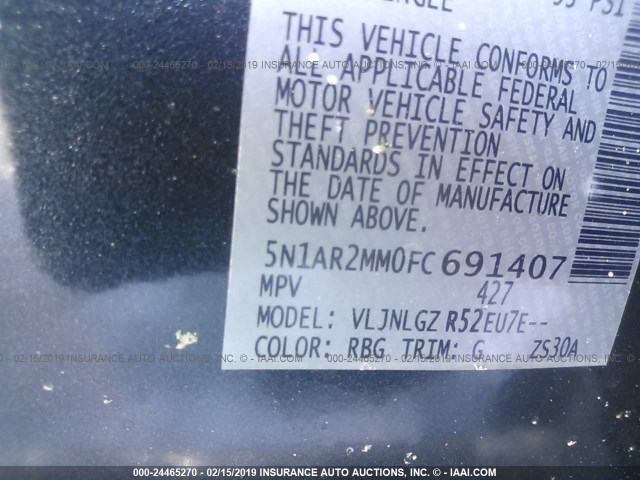 35 PSI
THIS VEHICLE CONFORMS TO
ALL APPLICABLE FEDERAL
MOTOR VEHICLE SAFETY AND
THEFT PREVENTION
STANDARDS IN EFFECT ON
THE DATE OF MANUFACTURE
SHOWN ABOVE.
5N1AR2MM0FC691407
MPV 427
MODEL: VLJNLGZ R52EU7E--
COLOR: RBG TRIM: G ZS30A
000-24465270 - 02/15/2019 INSURANCE AUTO AUCTIONS, INC. - © IAAI.COM